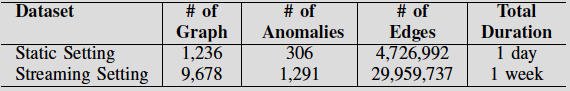 Dataset # of Graph # of Anomalies # of Edges Total Duration
Static Setting 1,236 306 4,726,992 1 day
Streaming Setting 9,678 1,291 29,959,737 1 week